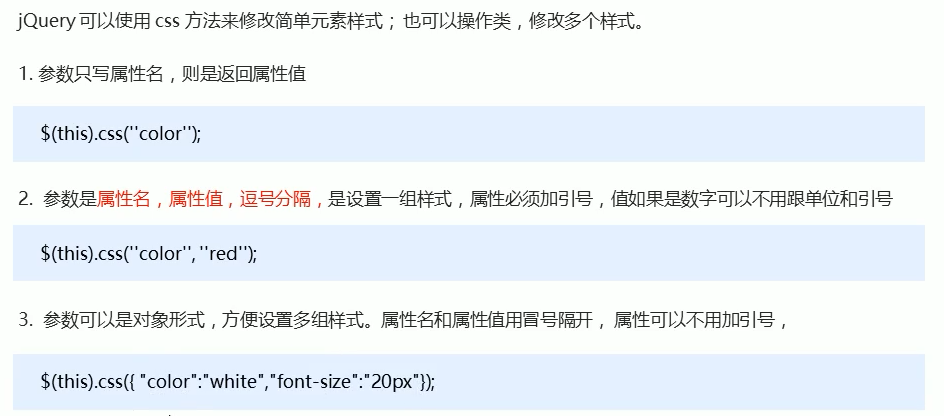 jQuery 可以使用 css 方法来修改简单元素样式； 也可以操作类，修改多个样式。
1. 参数只写属性名，则是返回属性值
$(this).css(''color'');
2. 参数是属性名，属性值，逗号分隔，是设置一组样式，属性必须加引号，值如果是数字可以不用跟单位和引号
$(this).css(''color'', ''red'');
3. 参数可以是对象形式，方便设置多组样式。属性名和属性值用冒号隔开， 属性可以不用加引号，
$(this).css({ "color":"white","font-size":"20px"});